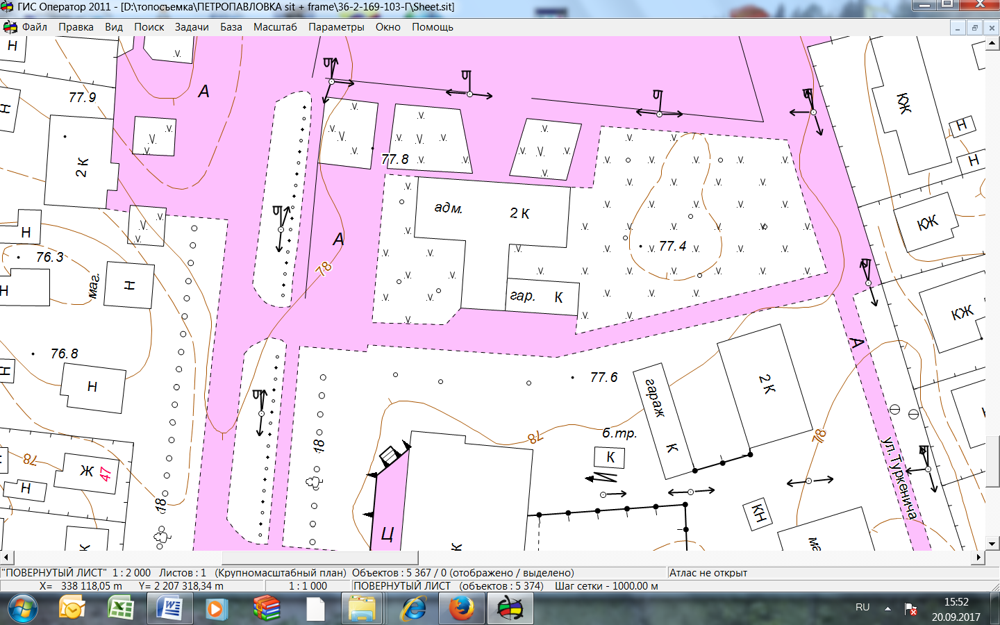 ГИС Оператор 2011 - [D:\топосъемка\ПЕТРОПАВЛОВКА sit + frame\36-2-169-103-Г\Sheet.sit]
Файл Правка Вид Поиск Задачи База Масштаб Параметры Окно Помощь
Н
77.9
А
КЖ
Н
Н
2 К
77.8
Н
адм.
2 К
КЖ
Н
А
77.4
76.3
78
маг.
Н
Н
гар.
К
КЖ
А
76.8
Н
77.6
гараж
К
2 К
78
б.тр.
78
18
К
ул.Туркенича
78
Ж
47
Н
18
КН
Ц
К
К
"ПОВЕРНУТЫЙ ЛИСТ" 1 : 2 000 Листов : 1 (Крупномасштабный план) Объектов : 5 367 / 0 (отображено / выделено) Атлас не открыт
X= 338 118,05 m Y= 2 207 318,34 m 1 : 1 000 ПОВЕРНУТЫЙ ЛИСТ (объектов : 5 374) Шаг сетки - 1000.00 м
RU
15:52
20.09.2017